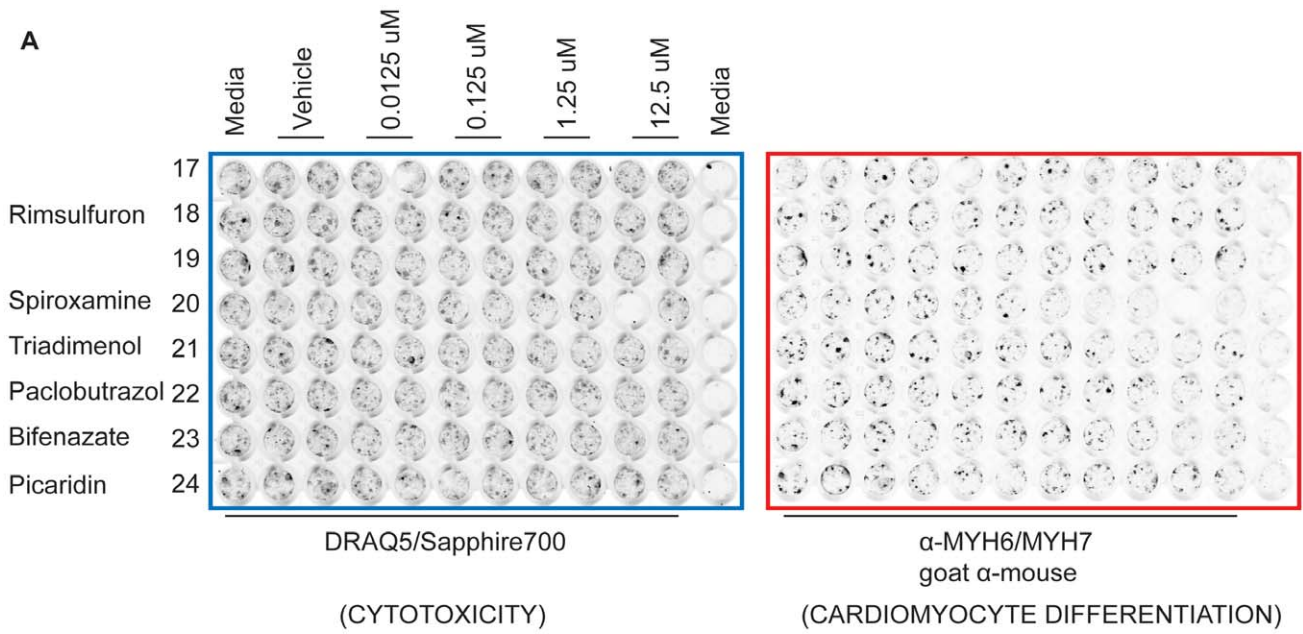 A
Media
Vehicle
0.0125 uM
0.125 uM
1.25 uM
12.5 uM
Media
17
Rimsulfuron 18
19
Spiroxamine 20
Triadimenol 21
Paclobutrazol 22
Bifenazate 23
Picaridin 24
DRAQ5/Sapphire700
(CYTOTOXICITY)
α-MYH6/MYH7
goat α-mouse
(CARDIOMYOCYTE DIFFERENTIATION)